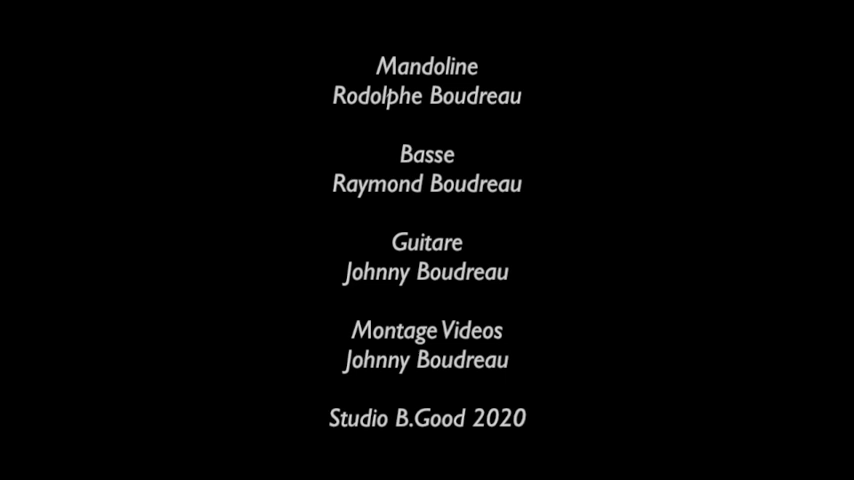 Mandoline
Rodolphe Boudreau
Basse
Raymond Boudreau
Guitare
Johnny Boudreau
Montage Videos
Johnny Boudreau
Studio B.Good 2020